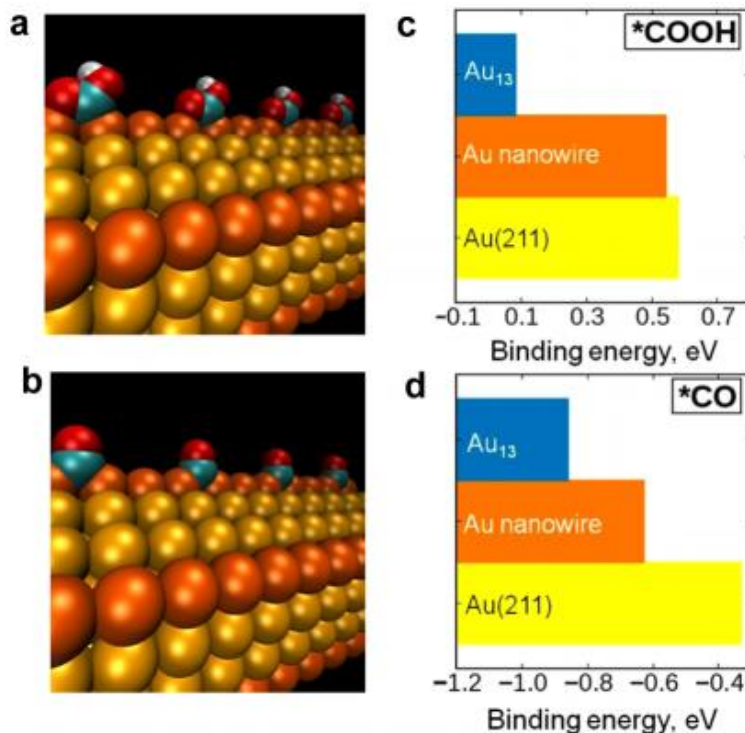 a
c
*COOH
Au₁₃
Au nanowire
Au(211)
−0.1 0.1 0.3 0.5 0.7
Binding energy, eV
b
d
*CO
Au₁₃
Au nanowire
Au(211)
−1.2 −1.0 −0.8 −0.6 −0.4
Binding energy, eV